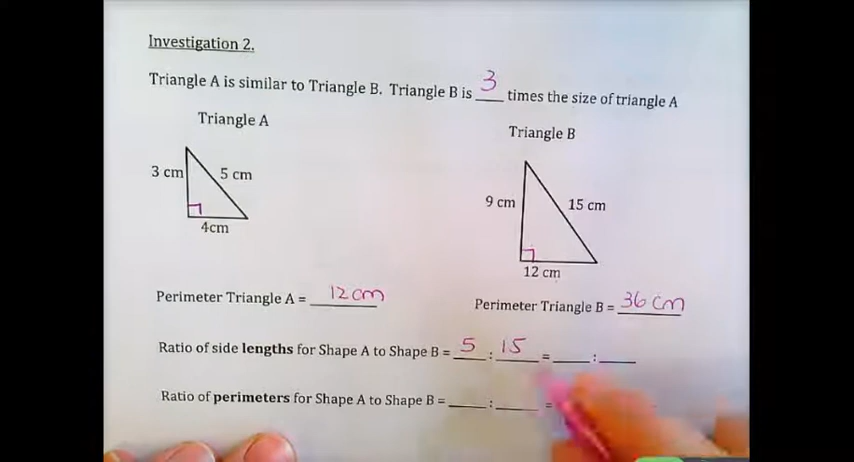 Investigation 2.
Triangle A is similar to Triangle B. Triangle B is 3 times the size of triangle A
Triangle A
Triangle B
3 cm
5 cm
4cm
9 cm
15 cm
12 cm
Perimeter Triangle A = 12 cm
Perimeter Triangle B = 36 cm
Ratio of side lengths for Shape A to Shape B = 5 : 15 = ___ : ___
Ratio of perimeters for Shape A to Shape B = ___ : ___ =